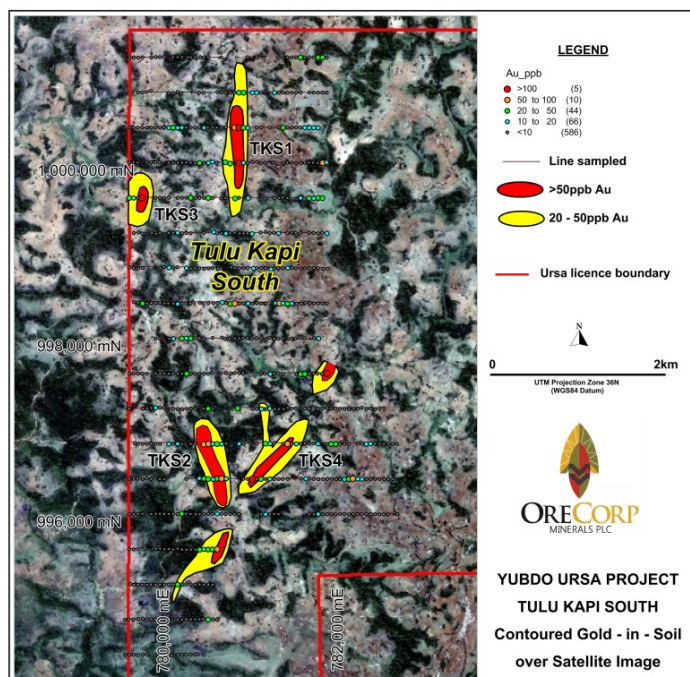 TKS1
1,000,000 mN
TKS3
Tulu Kapi
South
998,000 mN
TKS2
TKS4
996,000 mN
780,000 mE
782,000 mE
LEGEND
Au_ppb
>100 (5)
50 to 100 (10)
20 to 50 (44)
10 to 20 (66)
<10 (586)
Line sampled
>50ppb Au
20 - 50ppb Au
Ursa licence boundary
N
0 2km
UTM Projection Zone 36N
(WGS84 Datum)
ORECORP
MINERALS PLC
YUBDO URSA PROJECT
TULU KAPI SOUTH
Contoured Gold - in - Soil
over Satellite Image